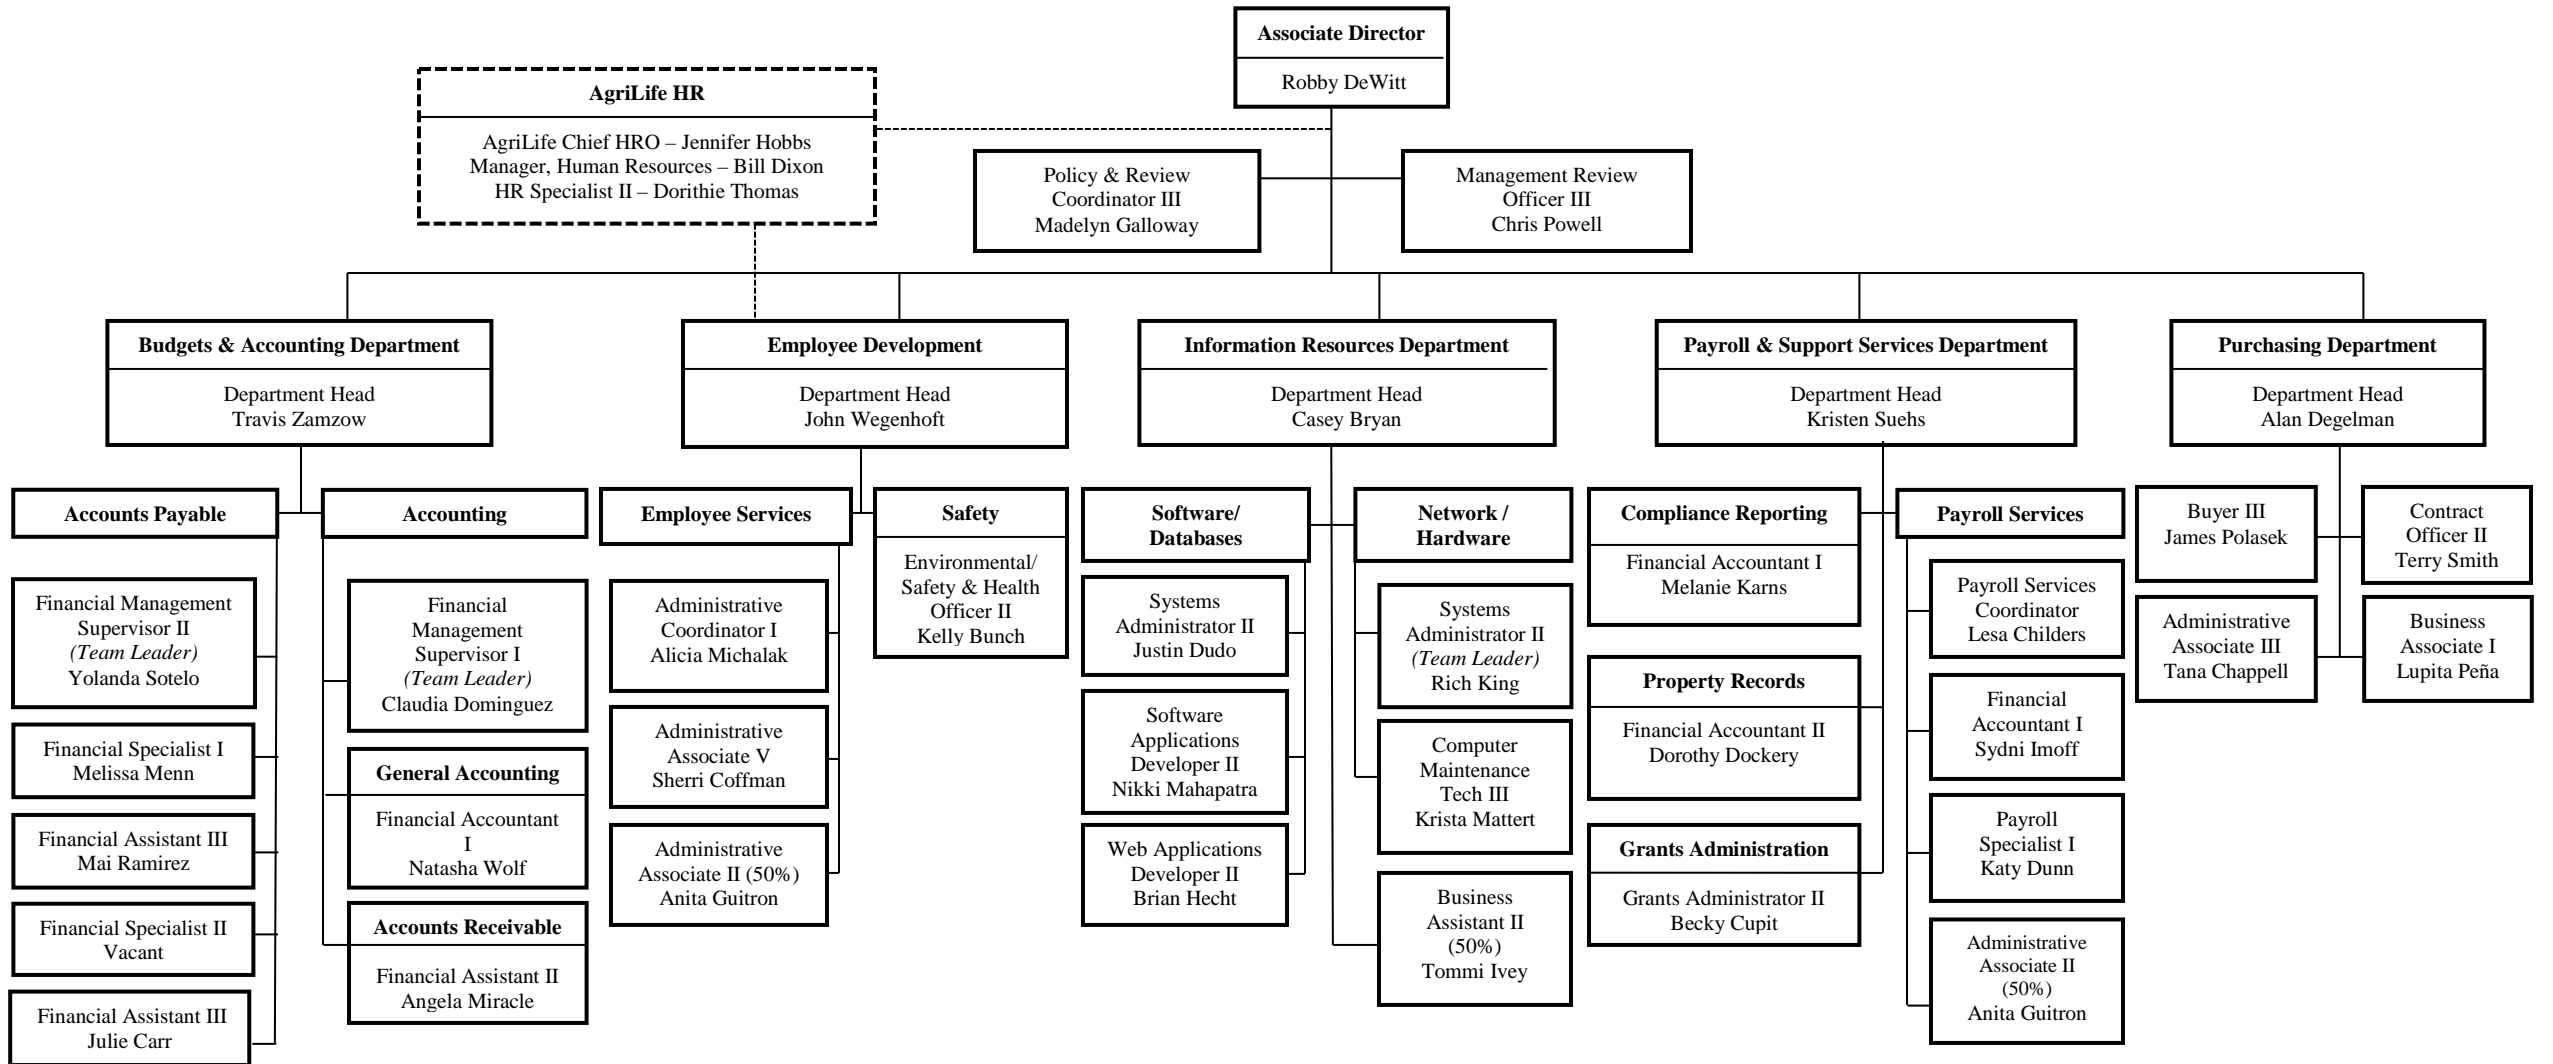 Associate Director
Robby DeWitt
AgriLife HR
AgriLife Chief HRO – Jennifer Hobbs
Manager, Human Resources – Bill Dixon
HR Specialist II – Dorithie Thomas
Policy & Review
Coordinator III
Madelyn Galloway
Management Review
Officer III
Chris Powell
Budgets & Accounting Department
Department Head
Travis Zamzow
Employee Development
Department Head
John Wegenhoft
Information Resources Department
Department Head
Casey Bryan
Payroll & Support Services Department
Department Head
Kristen Suehs
Purchasing Department
Department Head
Alan Degelman
Accounts Payable
Financial Management
Supervisor II
(Team Leader)
Yolanda Sotelo
Financial Specialist I
Melissa Menn
Financial Assistant III
Mai Ramirez
Financial Specialist II
Vacant
Financial Assistant III
Julie Carr
Accounting
Financial
Management
Supervisor I
(Team Leader)
Claudia Dominguez
General Accounting
Financial Accountant
I
Natasha Wolf
Accounts Receivable
Financial Assistant II
Angela Miracle
Employee Services
Administrative
Coordinator I
Alicia Michalak
Administrative
Associate V
Sherri Coffman
Administrative
Associate II (50%)
Anita Guitron
Safety
Environmental/
Safety & Health
Officer II
Kelly Bunch
Software/
Databases
Systems
Administrator II
Justin Dudo
Software
Applications
Developer II
Nikki Mahapatra
Web Applications
Developer II
Brian Hecht
Network /
Hardware
Systems
Administrator II
(Team Leader)
Rich King
Computer
Maintenance
Tech III
Krista Mattert
Business
Assistant II
(50%)
Tommi Ivey
Compliance Reporting
Financial Accountant I
Melanie Karns
Property Records
Financial Accountant II
Dorothy Dockery
Grants Administration
Grants Administrator II
Becky Cupit
Payroll Services
Payroll Services
Coordinator
Lesa Childers
Financial
Accountant I
Sydni Imoff
Payroll
Specialist I
Katy Dunn
Administrative
Associate II
(50%)
Anita Guitron
Buyer III
James Polasek
Contract
Officer II
Terry Smith
Administrative
Associate III
Tana Chappell
Business
Associate I
Lupita Peña